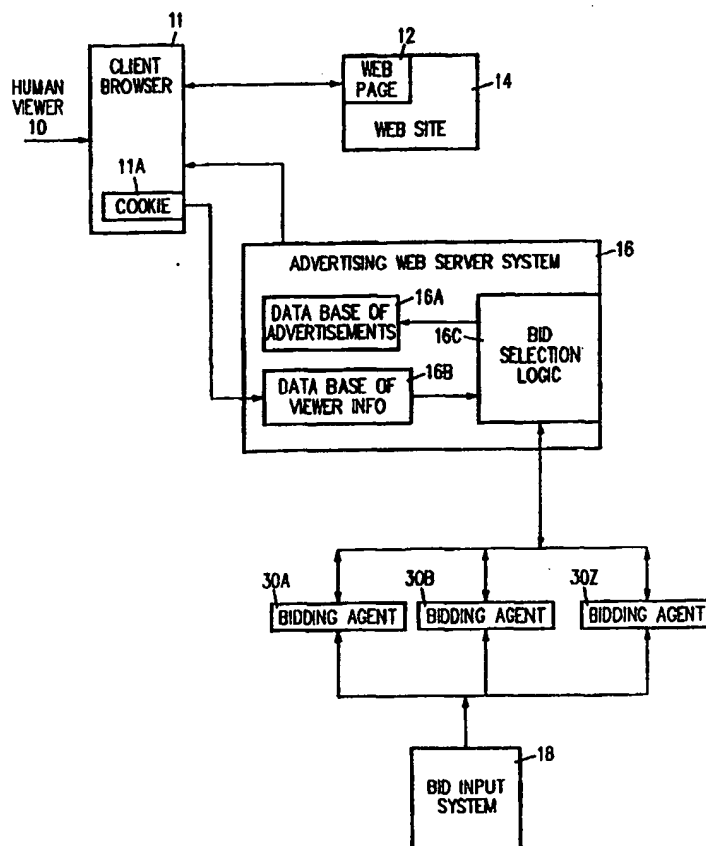 11
CLIENT
BROWSER
HUMAN
VIEWER
10
11A
COOKIE
12
WEB
PAGE
14
WEB SITE
16
ADVERTISING WEB SERVER SYSTEM
16A
DATA BASE OF
ADVERTISEMENTS
16B
DATA BASE OF
VIEWER INFO
16C
BID
SELECTION
LOGIC
30A
BIDDING AGENT
30B
BIDDING AGENT
30Z
BIDDING AGENT
18
BID INPUT
SYSTEM